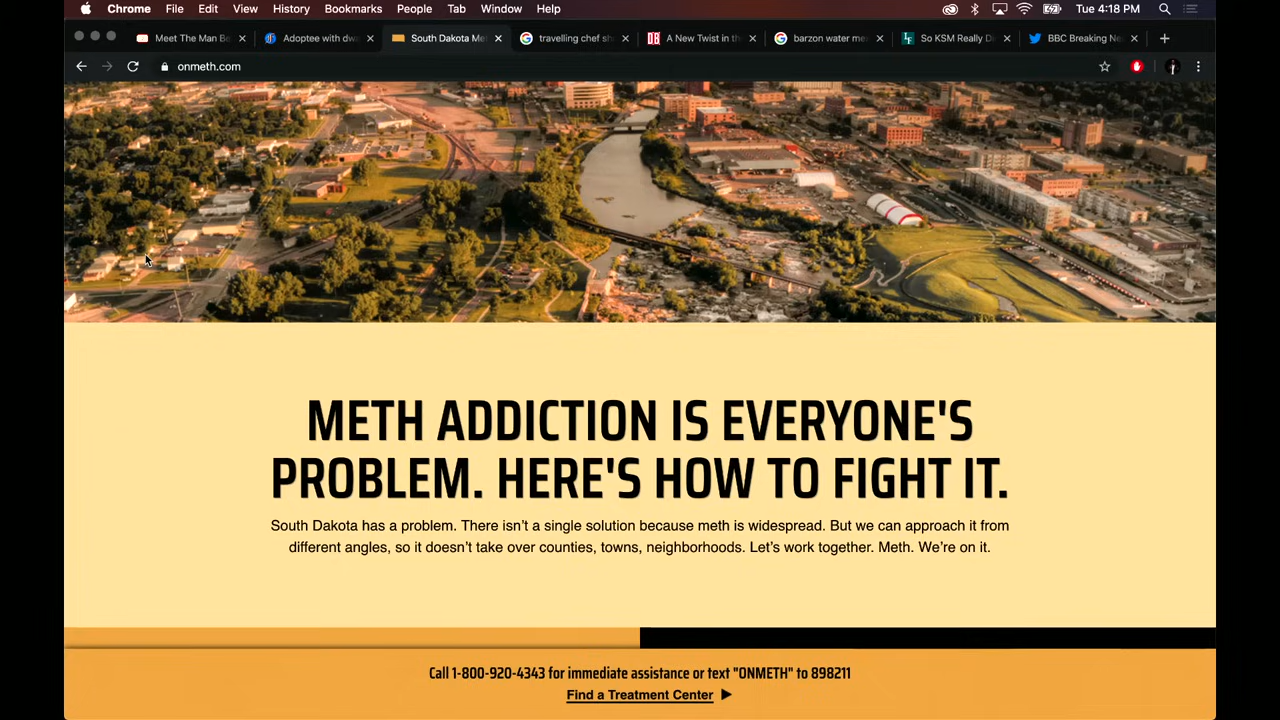 Chrome File Edit View History Bookmarks People Tab Window Help Tue 4:18 PM
Meet The Man Be Adoptee with dwa South Dakota Me travelling chef sh A New Twist in th barzon water me So KSM Really Di BBC Breaking Ne
onmeth.com
METH ADDICTION IS EVERYONE'S
PROBLEM. HERE'S HOW TO FIGHT IT.
South Dakota has a problem. There isn't a single solution because meth is widespread. But we can approach it from
different angles, so it doesn't take over counties, towns, neighborhoods. Let's work together. Meth. We're on it.
Call 1-800-920-4343 for immediate assistance or text "ONMETH" to 898211
Find a Treatment Center